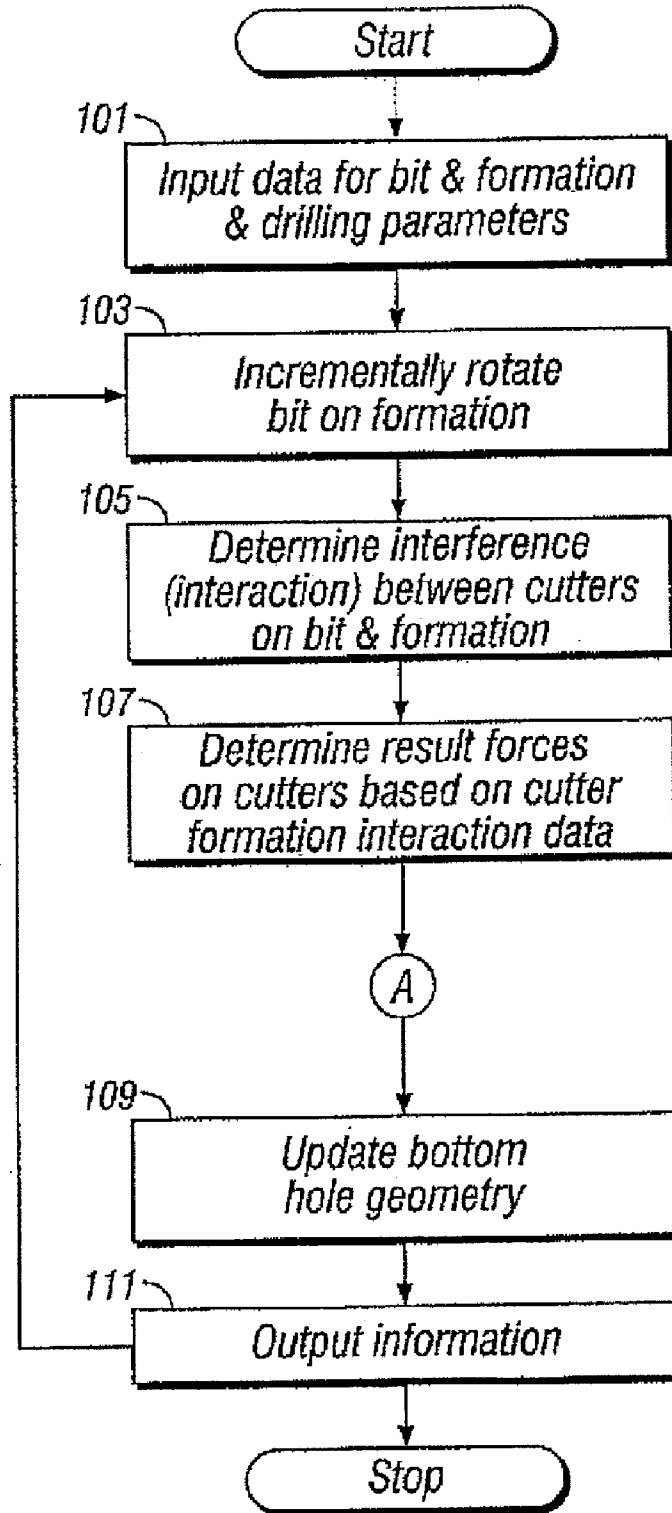 Start
101
Input data for bit & formation
& drilling parameters
103
Incrementally rotate
bit on formation
105
Determine interference
(interaction) between cutters
on bit & formation
107
Determine result forces
on cutters based on cutter
formation interaction data
A
109
Update bottom
hole geometry
111
Output information
Stop